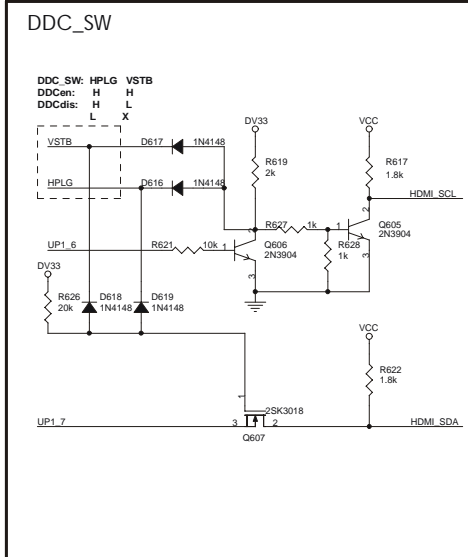 DDC_SW
DDC_SW: HPLG VSTB
DDCen: H H
DDCdis: H L
L X
VSTB D617 1N4148 DV33 VCC
R619
2k
R617
1.8k
HPLG D616 1N4148
HDMI_SCL
2
2
R627 1k 1 Q605
2N3904
UP1_6 R621 10k 1 Q606
2N3904
R628
1k
3
3
DV33
R626
20k
D618
1N4148
D619
1N4148
VCC
R622
1.8k
1
2SK3018
UP1_7 3 2 HDMI_SDA
Q607